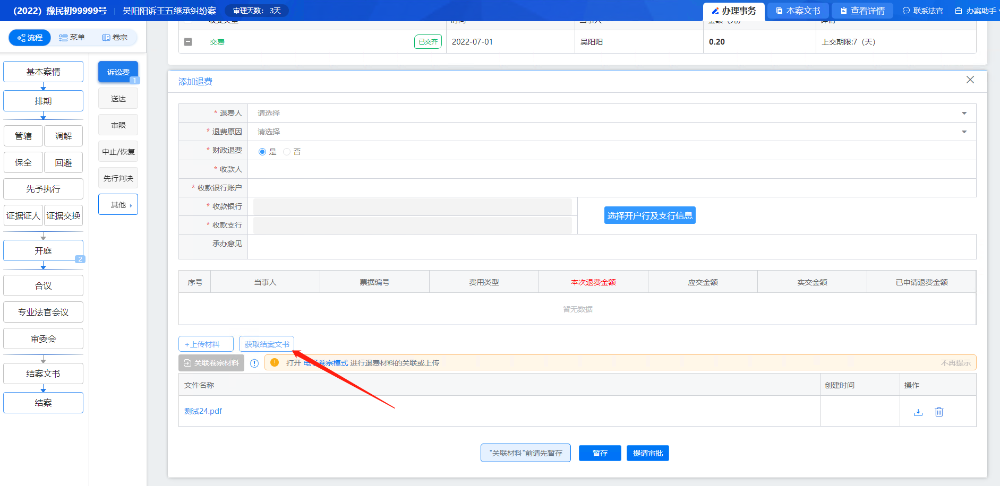 (2022) 豫民初99999号 | 吴阳阳诉王五继承纠纷案 审理天数: 3天
办理事务 本案文书 查看详情 联系法官 办案助手
流程 菜单 卷宗
基本案情
排期
管辖 调解
保全 回避
先予执行
证据证人 证据交换
开庭
2
合议
专业法官会议
审委会
结案文书
结案
诉讼费
1
送达
审限
中止/恢复
先行判决
其他
交费 已交齐 2022-07-01 吴阳阳 0.20 上交期限:7（天）
添加退费
* 退费人 请选择
* 退费原因 请选择
* 财政退费 是 否
* 收款人
* 收款银行账户
* 收款银行
* 收款支行
选择开户行及支行信息
承办意见
序号 当事人 票据编号 费用类型 本次退费金额 应交金额 实交金额 已申请退费金额
暂无数据
+上传材料 获取结案文书
关联卷宗材料 打开 电子卷宗模式 进行退费材料的关联或上传 不再提示
文件名称 创建时间 操作
测试24.pdf
"关联材料"前请先暂存 暂存 提请审批